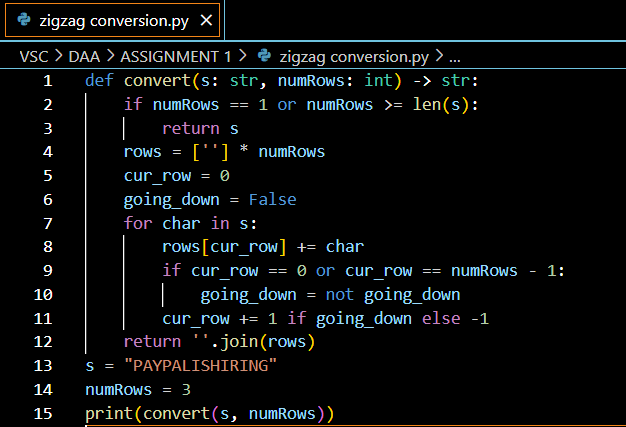 zigzag conversion.py ×
VSC > DAA > ASSIGNMENT 1 > zigzag conversion.py > ...
1 def convert(s: str, numRows: int) -> str:
2     if numRows == 1 or numRows >= len(s):
3         return s
4     rows = [''] * numRows
5     cur_row = 0
6     going_down = False
7     for char in s:
8         rows[cur_row] += char
9         if cur_row == 0 or cur_row == numRows - 1:
10             going_down = not going_down
11         cur_row += 1 if going_down else -1
12     return ''.join(rows)
13 s = "PAYPALISHIRING"
14 numRows = 3
15 print(convert(s, numRows))